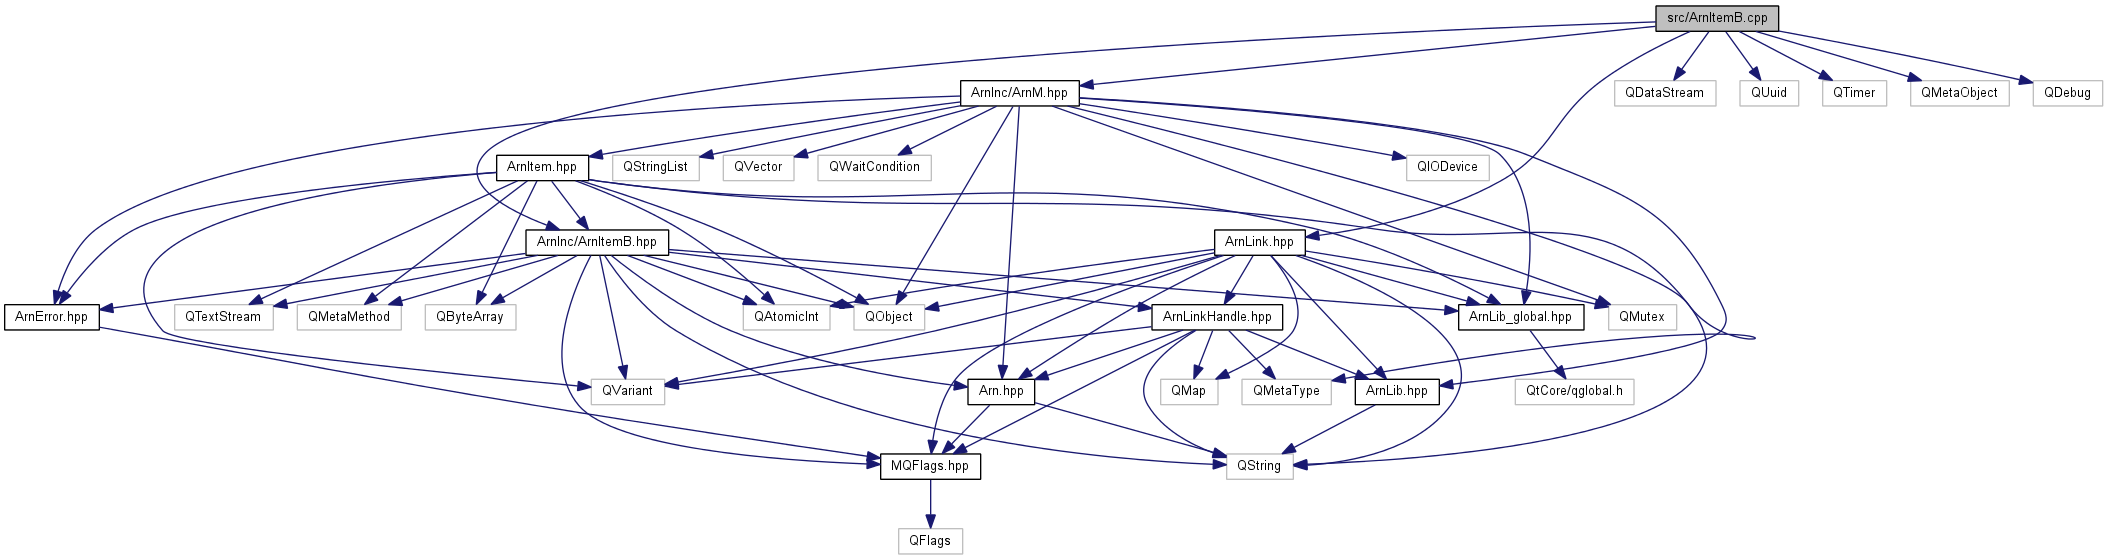 src/ArnItemB.cpp
ArnInc/ArnM.hpp
QDataStream
QUuid
QTimer
QMetaObject
QDebug
ArnItem.hpp
QStringList
QVector
QWaitCondition
QIODevice
ArnInc/ArnItemB.hpp
ArnLink.hpp
ArnError.hpp
QTextStream
QMetaMethod
QByteArray
QAtomicInt
QObject
ArnLinkHandle.hpp
ArnLib_global.hpp
QMutex
QVariant
Arn.hpp
QMap
QMetaType
ArnLib.hpp
QtCore/qglobal.h
MQFlags.hpp
QString
QFlags